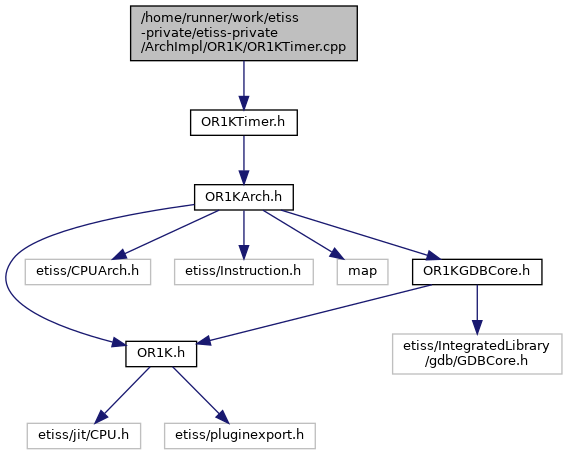 /home/runner/work/etiss
-private/etiss-private
/ArchImpl/OR1K/OR1KTimer.cpp
OR1KTimer.h
OR1KArch.h
etiss/CPUArch.h
etiss/Instruction.h
map
OR1KGDBCore.h
OR1K.h
etiss/IntegratedLibrary
/gdb/GDBCore.h
etiss/jit/CPU.h
etiss/pluginexport.h